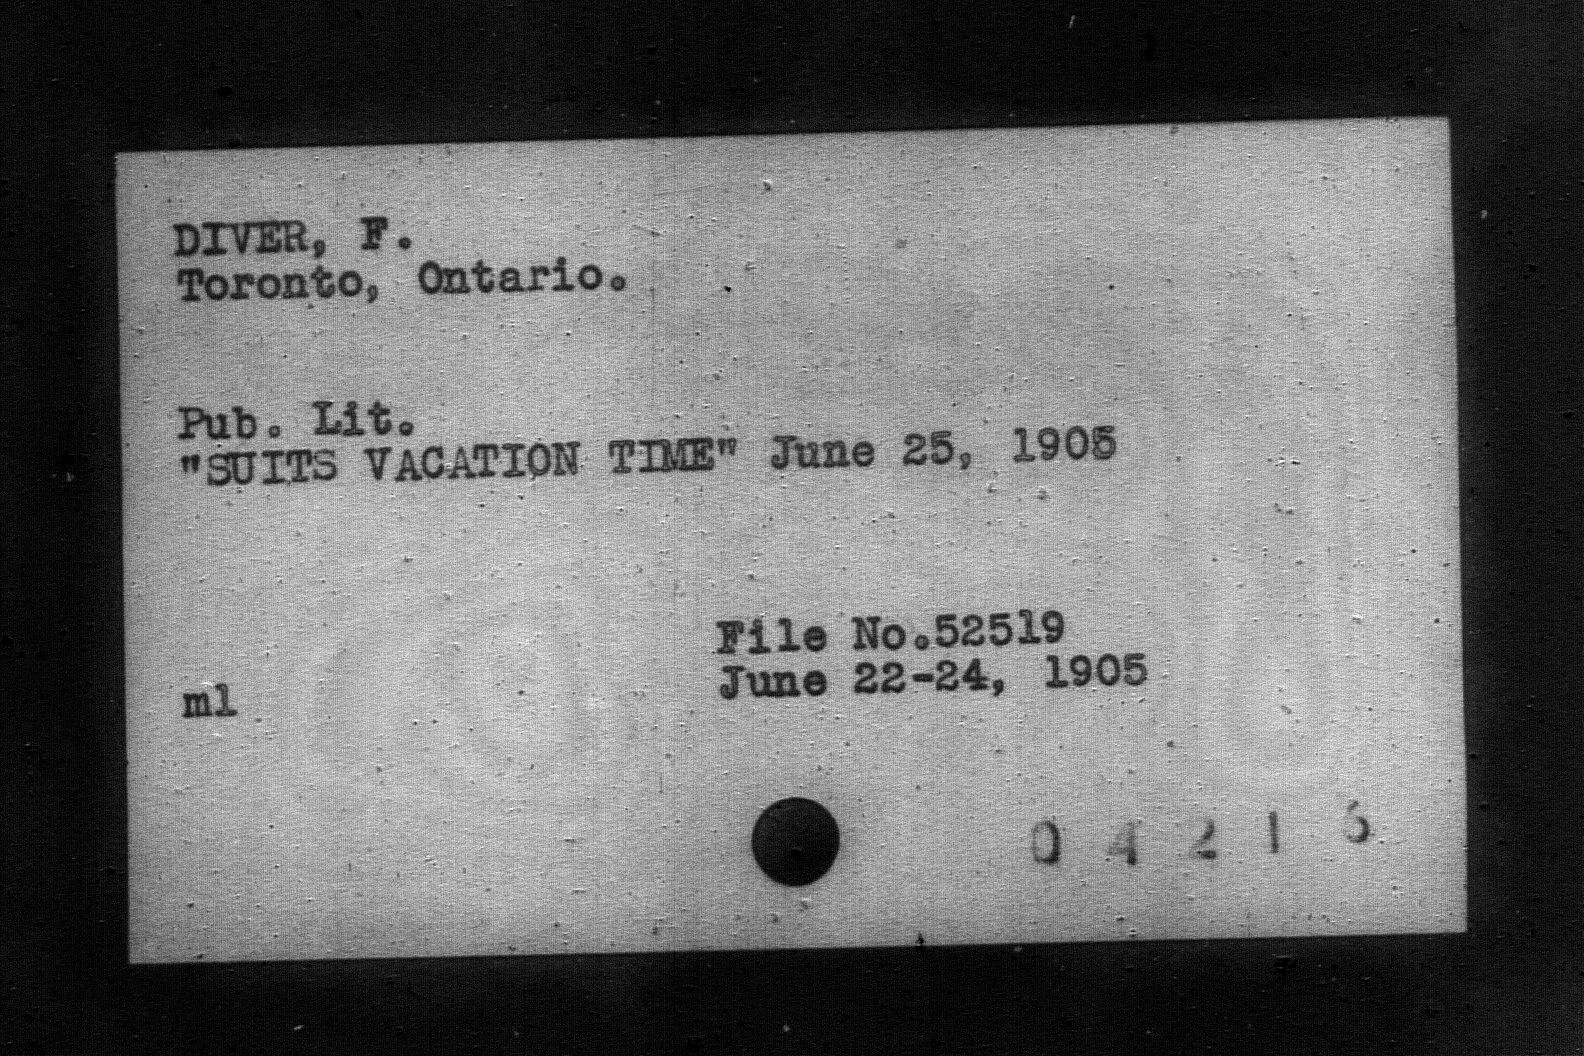 DIVER, F.
Toronto, Ontario.
Pub. Lit.
"SUITS VACATION TIME" June 25, 1905
File No.52519
June 22-24, 1905
ml
0 4 2 1 5